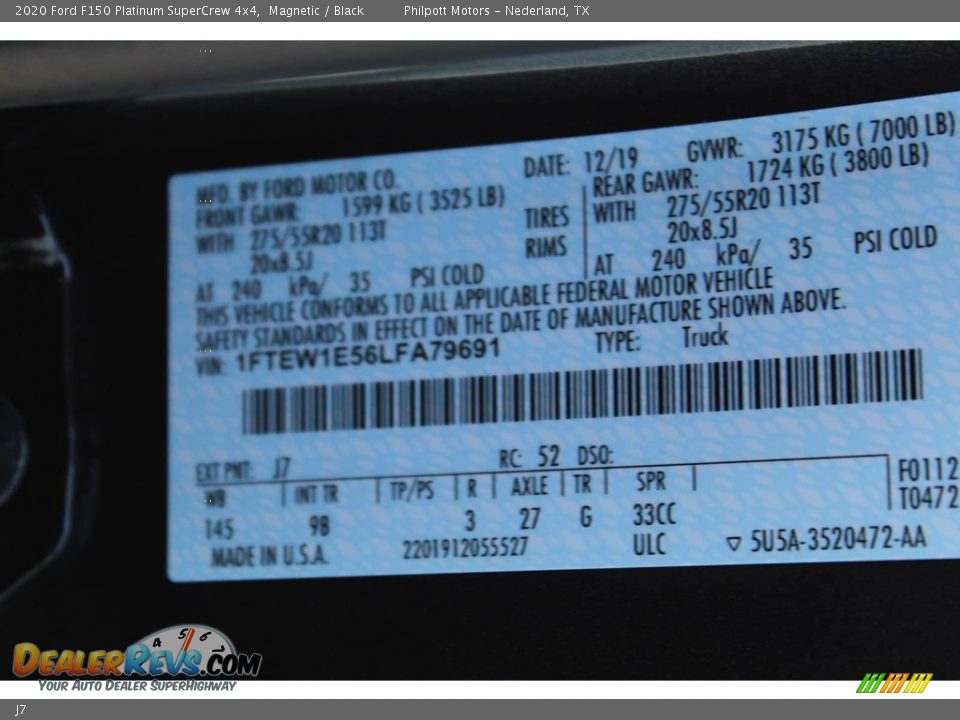 2020 Ford F150 Platinum SuperCrew 4x4, Magnetic / Black Philpott Motors – Nederland, TX
MFD. BY FORD MOTOR CO. DATE: 12/19 GVWR: 3175 KG ( 7000 LB)
FRONT GAWR: 1599 KG ( 3525 LB) REAR GAWR: 1724 KG ( 3800 LB)
WITH 275/55R20 113T TIRES WITH 275/55R20 113T
20x8.5J RIMS 20x8.5J
AT 240 kPa/ 35 PSI COLD AT 240 kPa/ 35 PSI COLD
THIS VEHICLE CONFORMS TO ALL APPLICABLE FEDERAL MOTOR VEHICLE
SAFETY STANDARDS IN EFFECT ON THE DATE OF MANUFACTURE SHOWN ABOVE.
VIN: 1FTEW1E56LFA79691 TYPE: Truck
EXT PNT: J7 RC: 52 DSO:
WB INT TR TP/PS R AXLE TR SPR F0112
145 9B 3 27 G 33CC T0472
MADE IN U.S.A. 2201912055527 ULC ▽ 5U5A-3520472-AA
4 5 6
DEALERREVS.COM
YOUR AUTO DEALER SUPERHIGHWAY
J7